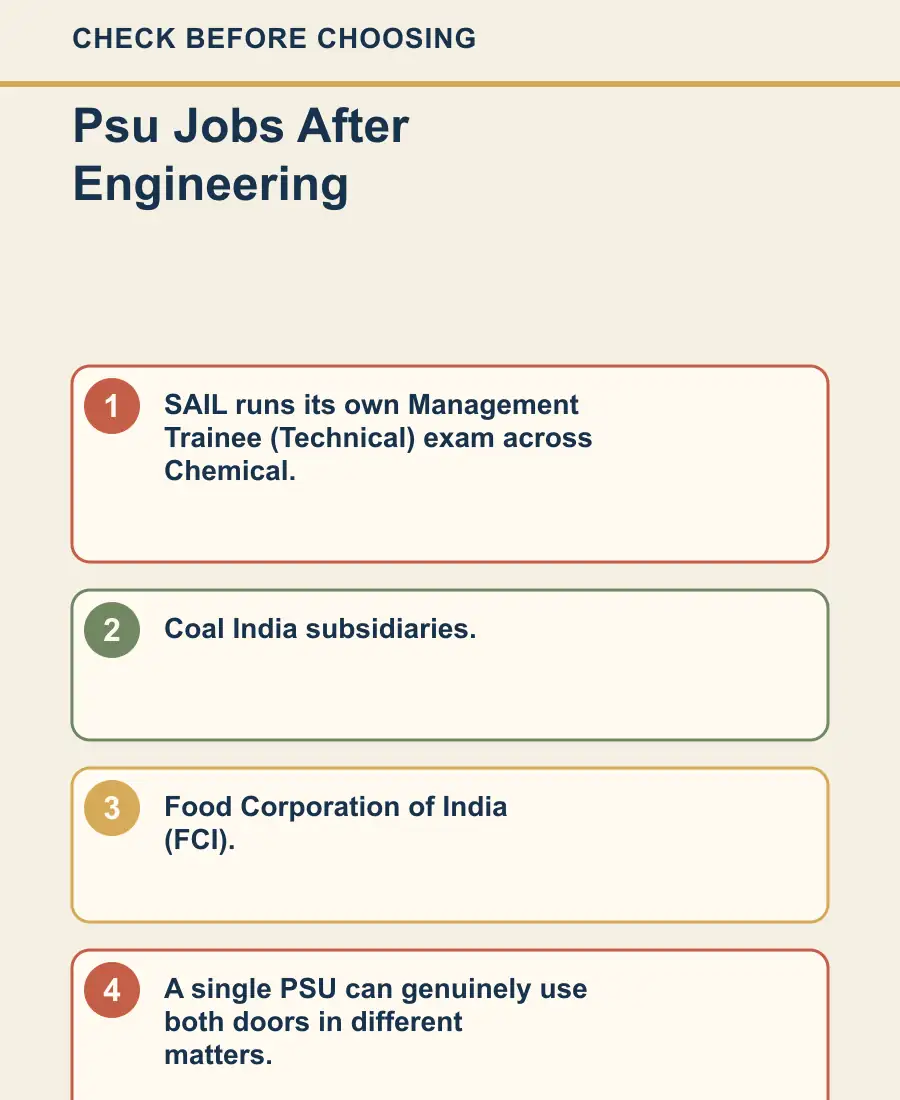 CHECK BEFORE CHOOSING
Psu Jobs After
Engineering
1
SAIL runs its own Management
Trainee (Technical) exam across
Chemical.
2
Coal India subsidiaries.
3
Food Corporation of India
(FCI).
4
A single PSU can genuinely use
both doors in different
matters.